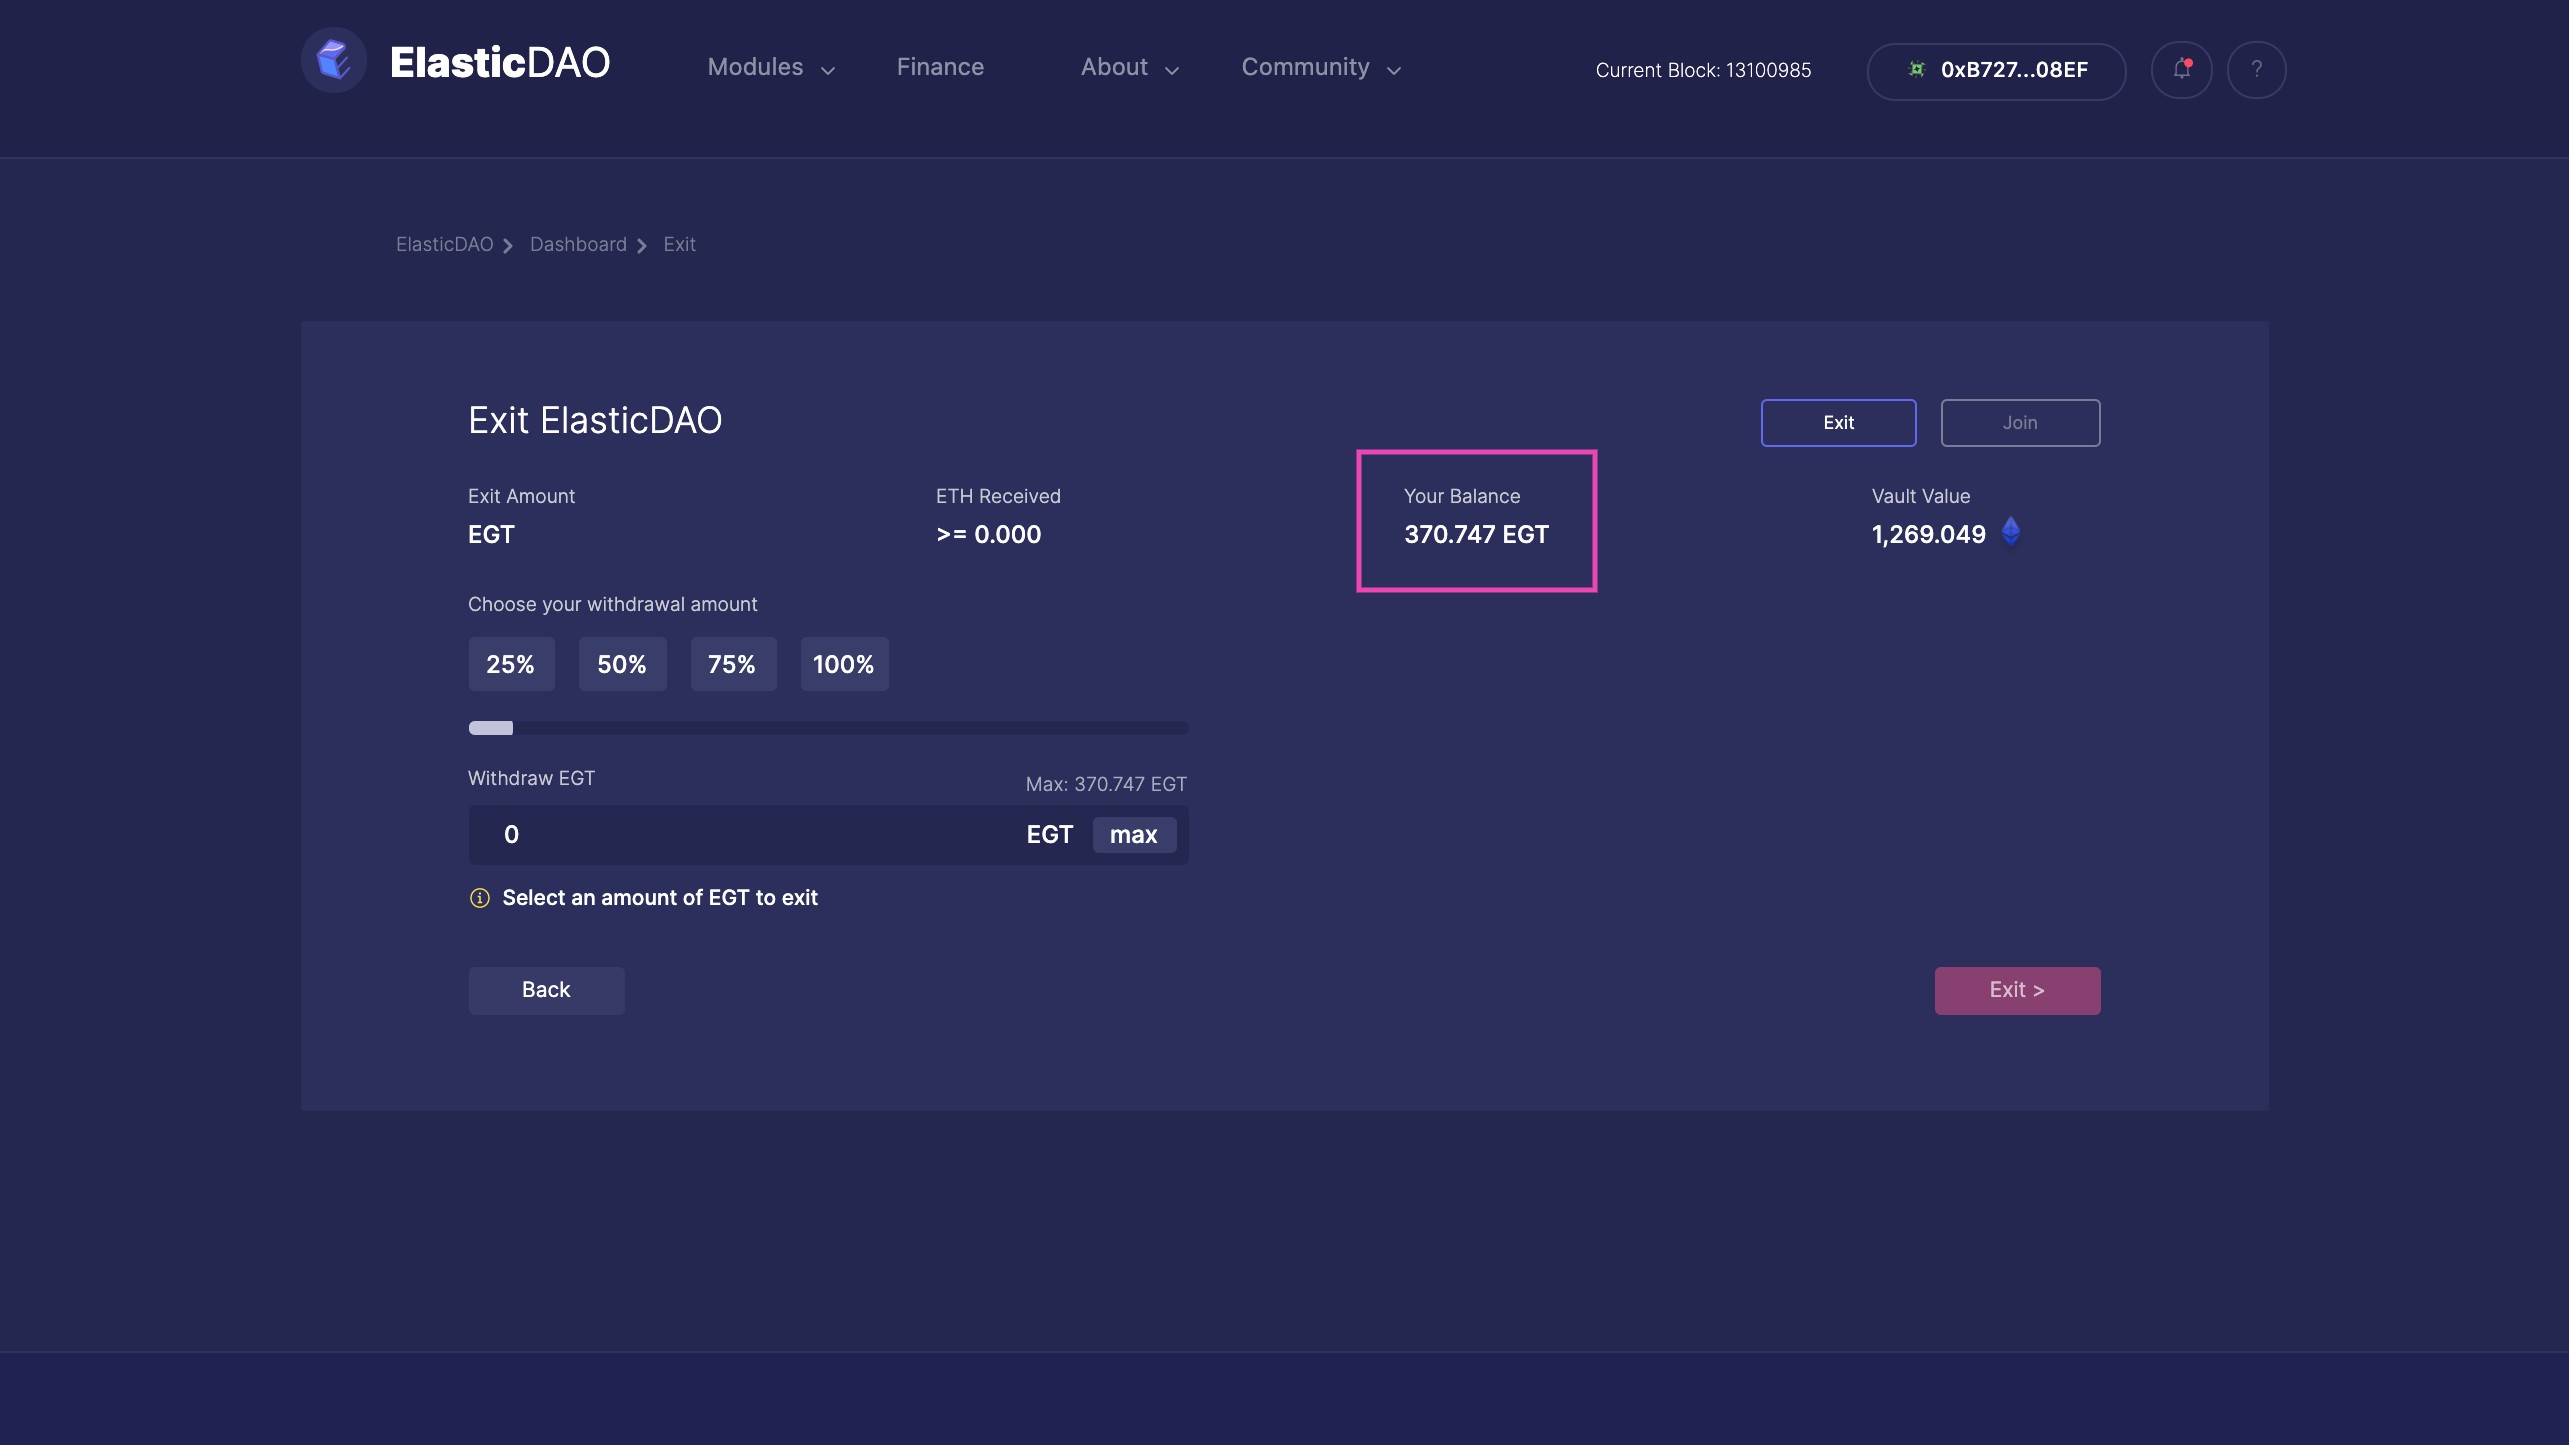 ElasticDAO
Modules
Finance
About
Community
Current Block: 13100985
0xB727...08EF
?
ElasticDAO
Dashboard
Exit
Exit ElasticDAO
Exit
Join
Exit Amount
ETH Received
Your Balance
Vault Value
EGT
>= 0.000
370.747 EGT
1,269.049
Choose your withdrawal amount
25%
50%
75%
100%
Withdraw EGT
Max: 370.747 EGT
0
EGT
max
Select an amount of EGT to exit
Back
Exit >